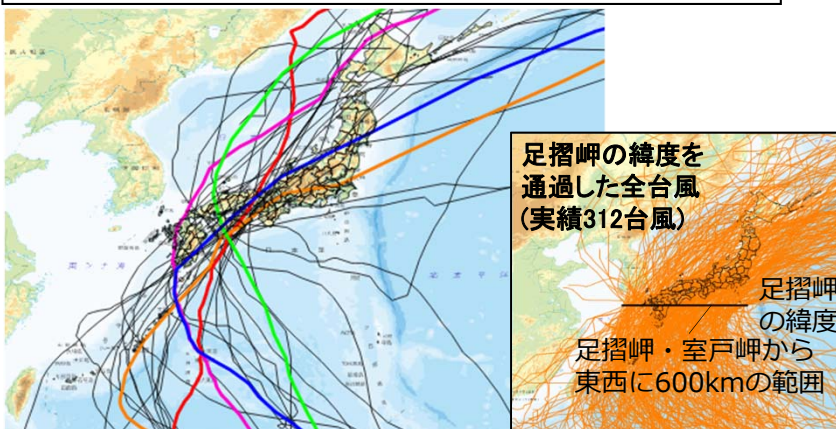 足摺岬の緯度を
通過した全台風
(実績312台風)
足摺岬
の緯度
足摺岬・室戸岬から
東西に600kmの範囲